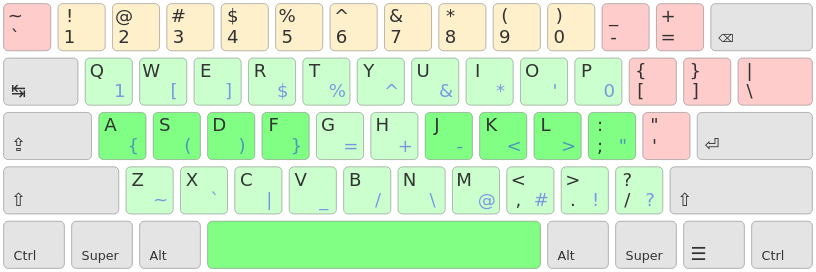 ~ ! @ # $ % ^ & * ( ) _ +
` 1 2 3 4 5 6 7 8 9 0 - = ⌫
Q W E R T Y U I O P { } |
↹ 1 [ ] $ % ^ & * ' 0 [ ] \
A S D F G H J K L : "
⇪ { ( ) } = + - < > ; " ' ⏎
Z X C V B N M < > ?
⇧ ~ ` | _ / \ @ , # . ! / ? ⇧
Ctrl Super Alt Alt Super ☰ Ctrl